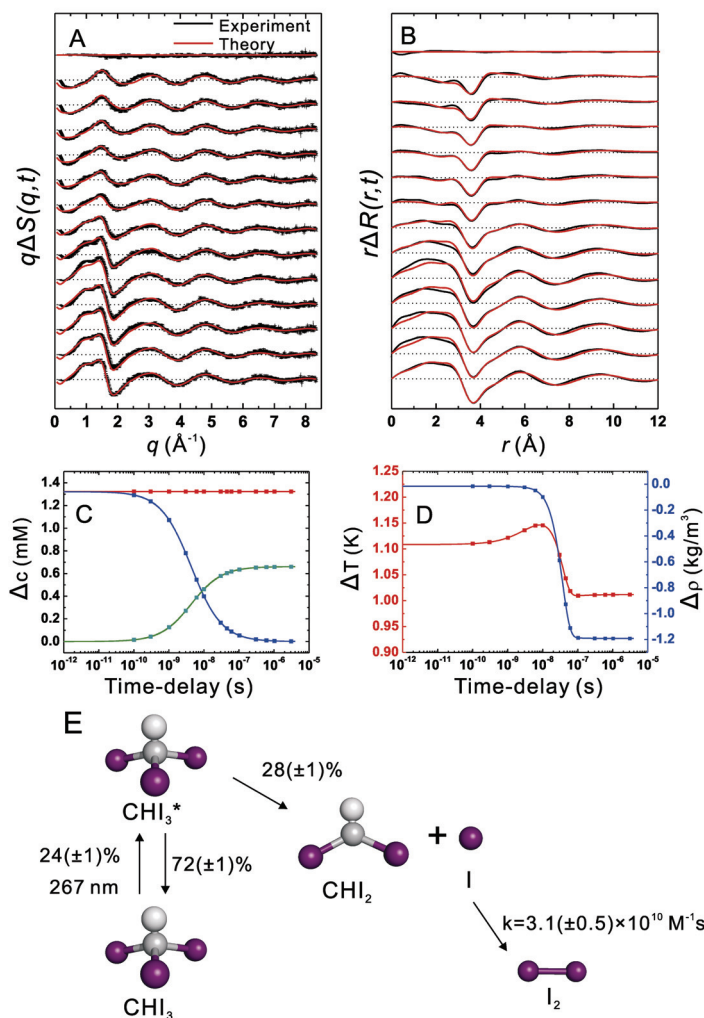 A
Experiment
Theory
B
qΔS(q,t)
rΔR(r,t)
0 1 2 3 4 5 6 7 8
q (Å⁻¹)
0 2 4 6 8 10 12
r (Å)
C
Δc (mM)
1.4
1.2
1.0
0.8
0.6
0.4
0.2
0.0
10⁻¹² 10⁻¹¹ 10⁻¹⁰ 10⁻⁹ 10⁻⁸ 10⁻⁷ 10⁻⁶ 10⁻⁵
Time-delay (s)
D
ΔT (K)
1.25
1.20
1.15
1.10
1.05
1.00
0.95
0.90
0.0
-0.2
-0.4
-0.6
-0.8
-1.0
-1.2
Δρ (kg/m³)
10⁻¹² 10⁻¹¹ 10⁻¹⁰ 10⁻⁹ 10⁻⁸ 10⁻⁷ 10⁻⁶ 10⁻⁵
Time-delay (s)
E
CHI₃*
28(±1)%
24(±1)%
267 nm
72(±1)%
CHI₂
+
I
CHI₃
k=3.1(±0.5)×10¹⁰ M⁻¹s
I₂